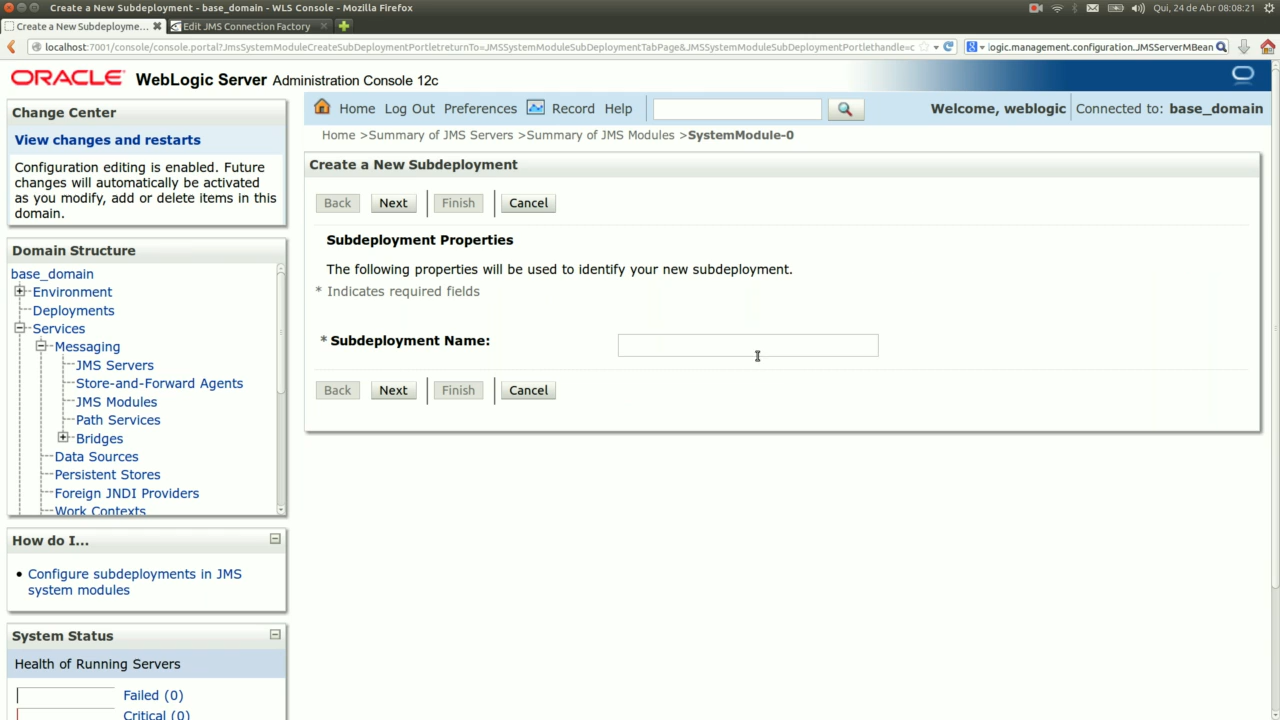 Create a New Subdeployment - base_domain - WLS Console - Mozilla Firefox
Qui, 24 de Abr 08:08:21
Create a New Subdeployme...
Edit JMS Connection Factory
localhost:7001/console/console.portal?JmsSystemModuleCreateSubDeploymentPortletreturnTo=JMSSystemModuleSubDeploymentTabPage&JMSSystemModuleSubDeploymentPortlethandle=c
logic.management.configuration.JMSServerMBean
ORACLE WebLogic Server Administration Console 12c
Change Center
View changes and restarts
Configuration editing is enabled. Future
changes will automatically be activated
as you modify, add or delete items in this
domain.
Domain Structure
base_domain
Environment
Deployments
Services
Messaging
JMS Servers
Store-and-Forward Agents
JMS Modules
Path Services
Bridges
Data Sources
Persistent Stores
Foreign JNDI Providers
Work Contexts
How do I...
Configure subdeployments in JMS
system modules
System Status
Health of Running Servers
Failed (0)
Critical (0)
Home Log Out Preferences Record Help
Welcome, weblogic Connected to: base_domain
Home >Summary of JMS Servers >Summary of JMS Modules >SystemModule-0
Create a New Subdeployment
Back Next Finish Cancel
Subdeployment Properties
The following properties will be used to identify your new subdeployment.
* Indicates required fields
* Subdeployment Name:
Back Next Finish Cancel